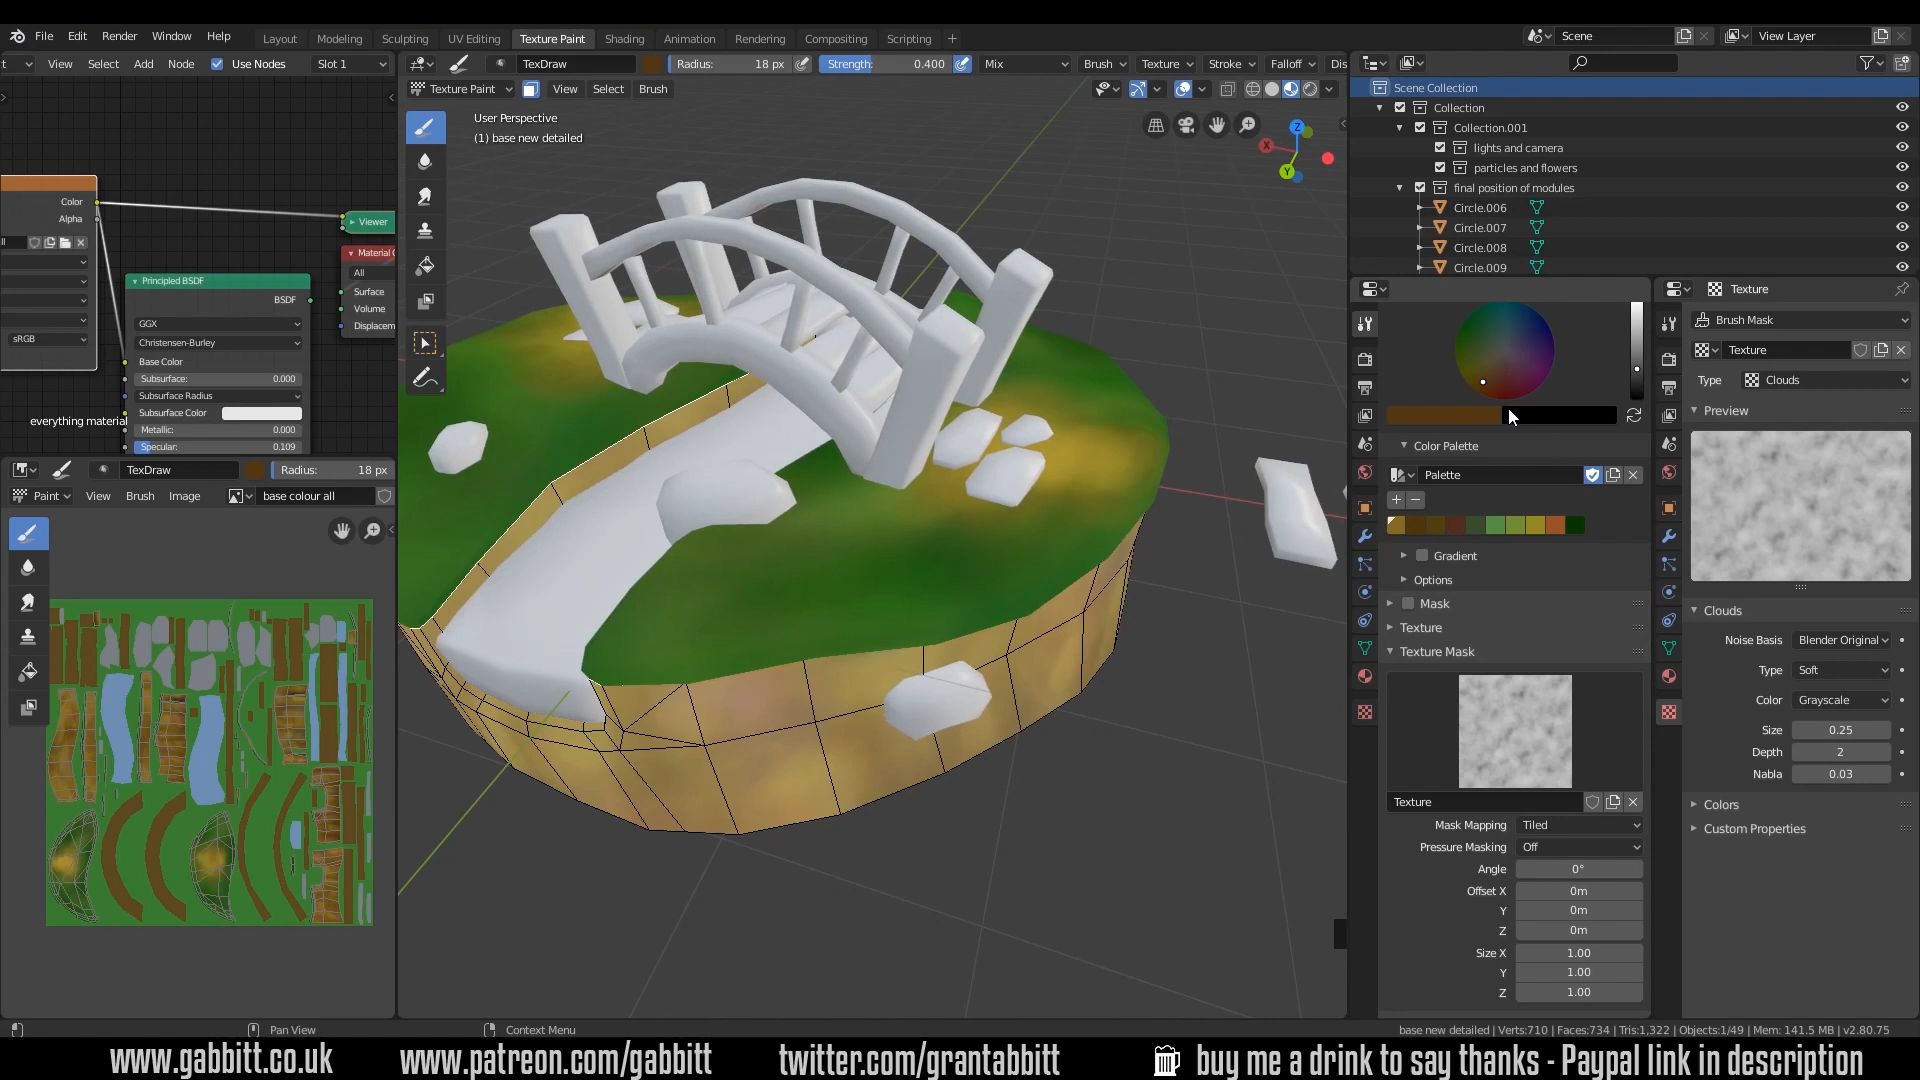 File Edit Render Window Help
Layout Modeling Sculpting UV Editing Texture Paint Shading Animation Rendering Compositing Scripting +
Scene View Layer
View Select Add Node Use Nodes Slot 1
TexDraw Radius: 18 px Strength: 0.400 Mix Brush Texture Stroke Falloff Dis
Texture Paint View Select Brush
User Perspective
(1) base new detailed
Z
X
Y
Color
Alpha
sRGB
Viewer
Material
All
Surface
Volume
Displacem
Principled BSDF
BSDF
GGX
Christensen-Burley
Base Color
Subsurface: 0.000
Subsurface Radius
Subsurface Color
Metallic: 0.000
Specular: 0.109
everything material
TexDraw Radius: 18 px
Paint View Brush Image base colour all
Scene Collection
Collection
Collection.001
lights and camera
particles and flowers
final position of modules
Circle.006
Circle.007
Circle.008
Circle.009
Color Palette
Palette
+ −
Gradient
Options
Mask
Texture
Texture Mask
Texture
Mask Mapping Tiled
Pressure Masking Off
Angle 0°
Offset X 0m
Y 0m
Z 0m
Size X 1.00
Y 1.00
Z 1.00
Texture
Brush Mask
Texture
Type Clouds
Preview
Clouds
Noise Basis Blender Original
Type Soft
Color Grayscale
Size 0.25
Depth 2
Nabla 0.03
Colors
Custom Properties
Pan View Context Menu
base new detailed | Verts:710 | Faces:734 | Tris:1,322 | Objects:1/49 | Mem: 141.5 MB | v2.80.75
www.gabbitt.co.uk www.patreon.com/gabbitt twitter.com/grantabbitt buy me a drink to say thanks - Paypal link in description